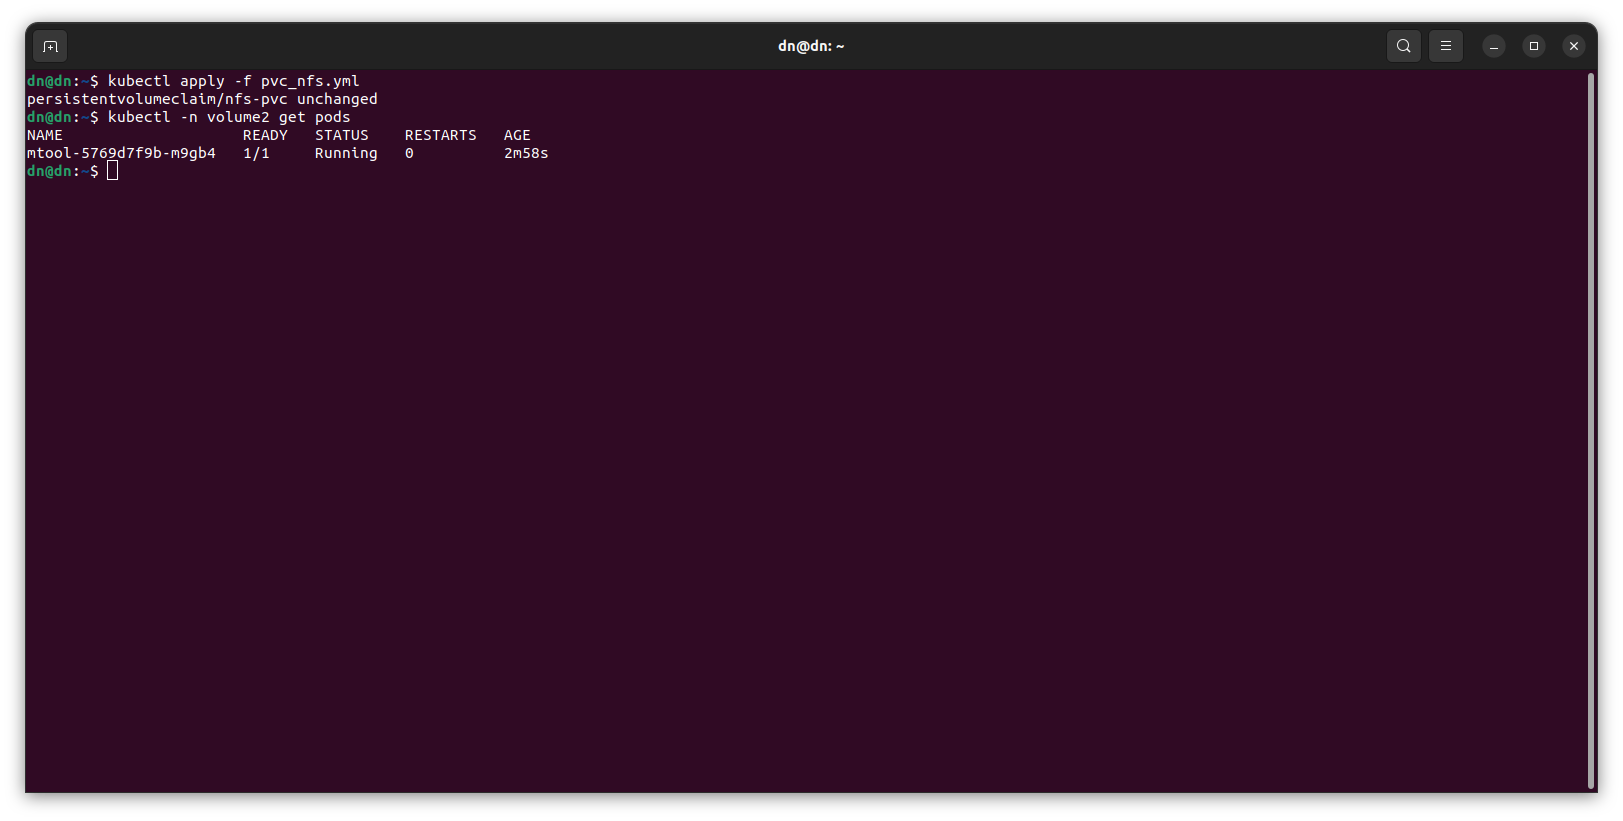 dn@dn: ~
dn@dn:~$ kubectl apply -f pvc_nfs.yml
persistentvolumeclaim/nfs-pvc unchanged
dn@dn:~$ kubectl -n volume2 get pods
NAME                    READY   STATUS    RESTARTS   AGE
mtool-5769d7f9b-m9gb4   1/1     Running   0          2m58s
dn@dn:~$